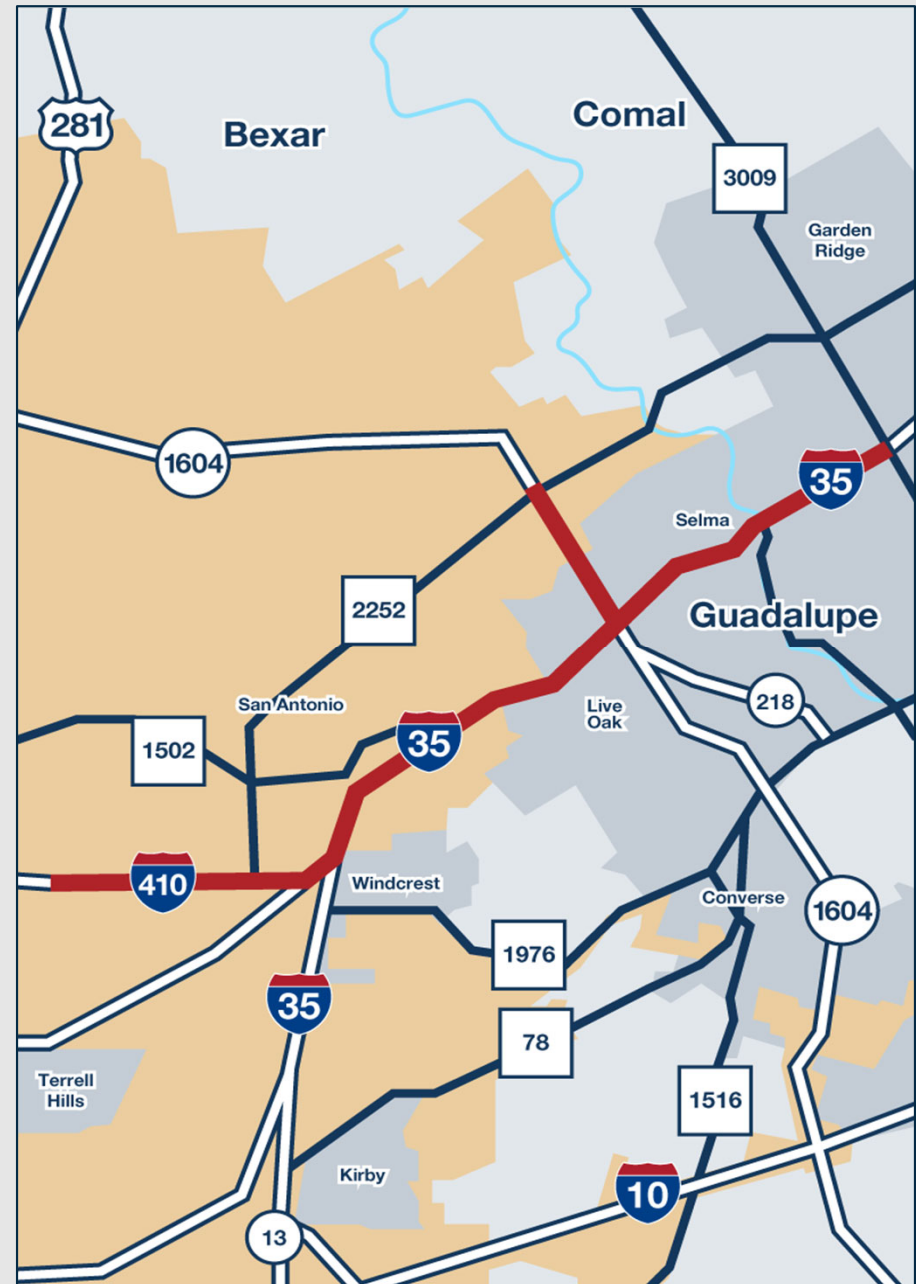 281
Bexar
Comal
3009
Garden
Ridge
1604
35
Selma
2252
Guadalupe
San Antonio
Live
Oak
218
1502
35
410
Windcrest
Converse
1604
1976
35
78
Terrell
Hills
1516
Kirby
10
13